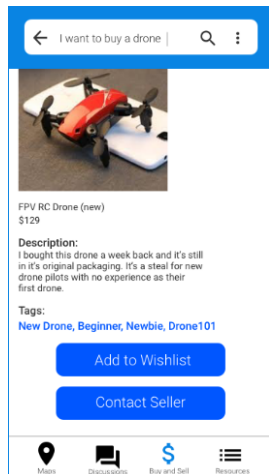 I want to buy a drone
FPV RC Drone (new)
$129
Description:
I bought this drone a week back and it's still
in it's original packaging. It's a steal for new
drone pilots with no experience as their
first drone.
Tags:
New Drone, Beginner, Newbie, Drone101
Add to Wishlist
Contact Seller
Maps Discussions Buy and Sell Resources